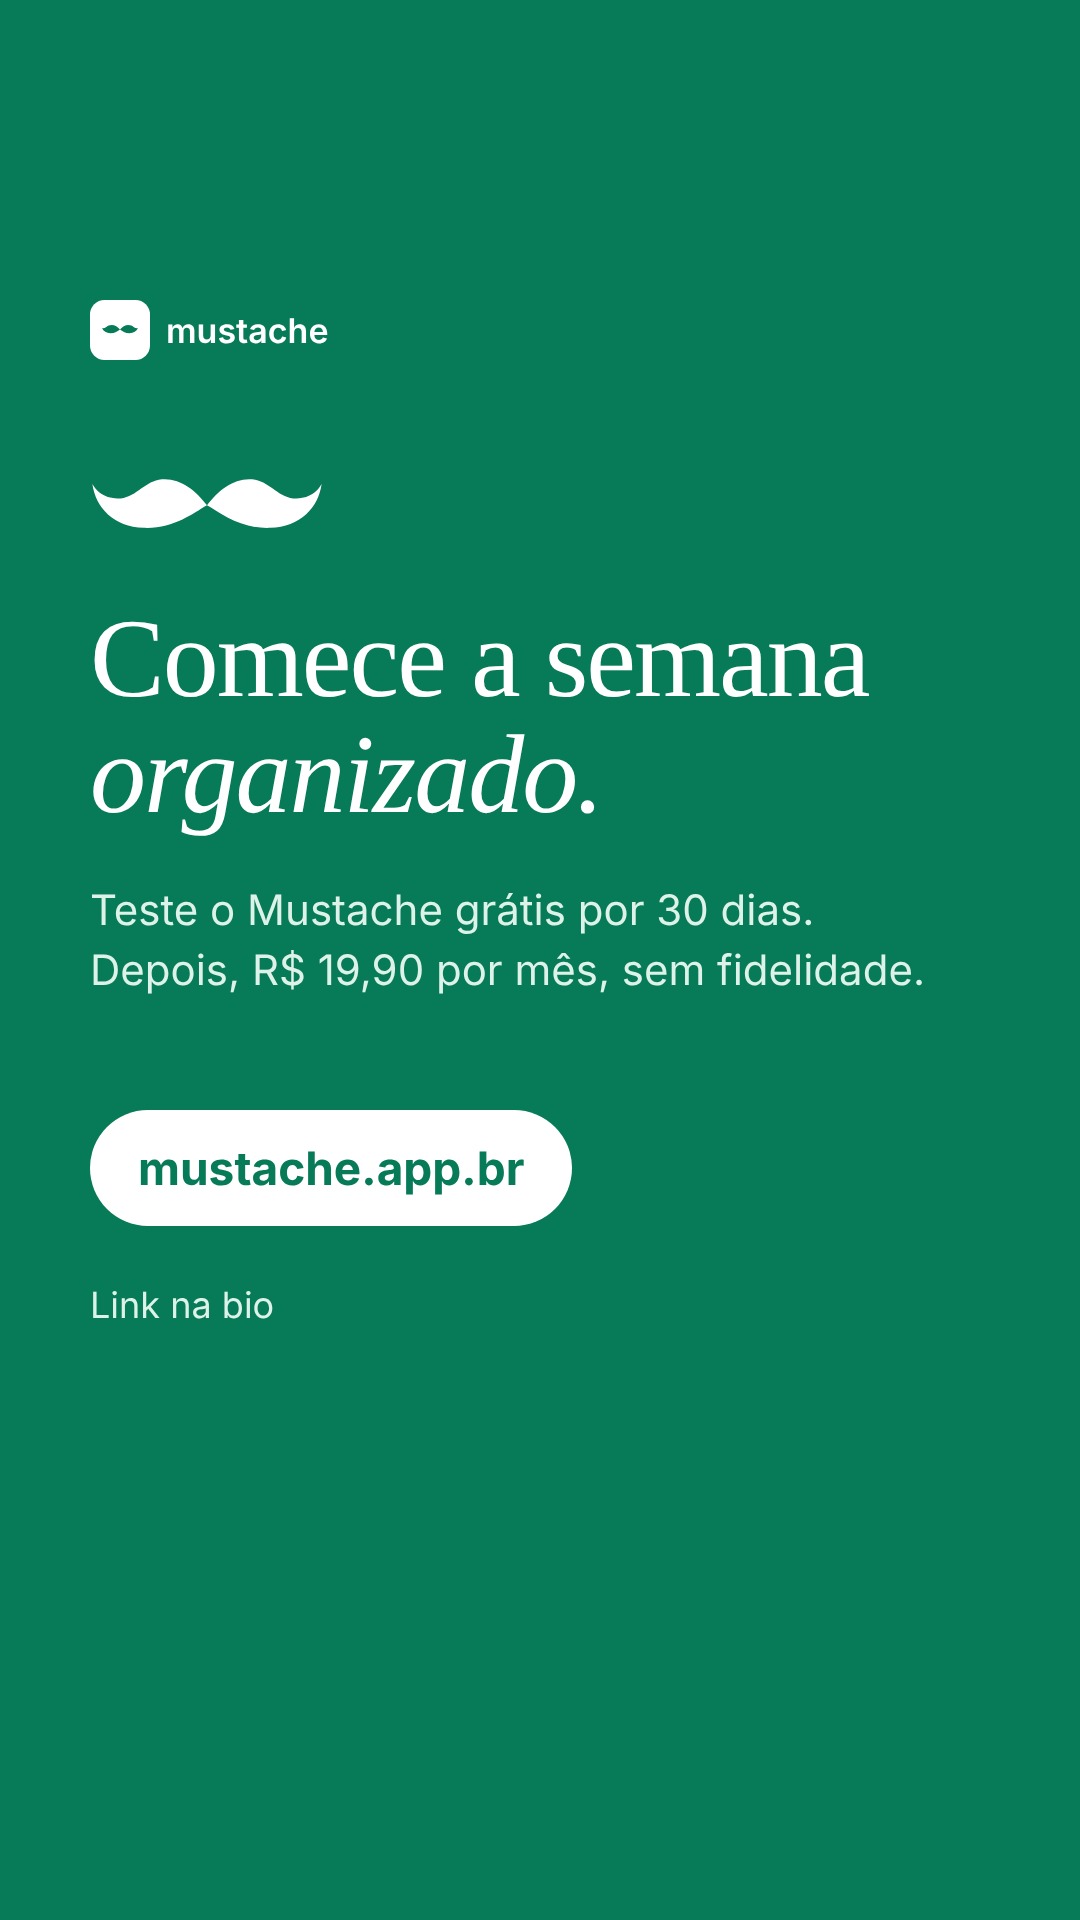 mustache
Comece a semana
organizado.
Teste o Mustache grátis por 30 dias.
Depois, R$ 19,90 por mês, sem fidelidade.
mustache.app.br
Link na bio